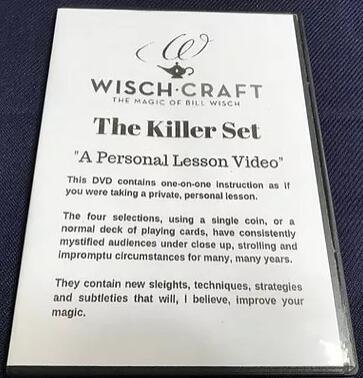 W
WISCH·CRAFT
THE MAGIC OF BILL WISCH
The Killer Set
"A Personal Lesson Video"
This DVD contains one-on-one instruction as if
you were taking a private, personal lesson.
The four selections, using a single coin, or a
normal deck of playing cards, have consistently
mystified audiences under close up, strolling and
impromptu circumstances for many, many years.
They contain new sleights, techniques, strategies
and subtleties that will, I believe, improve your
magic.